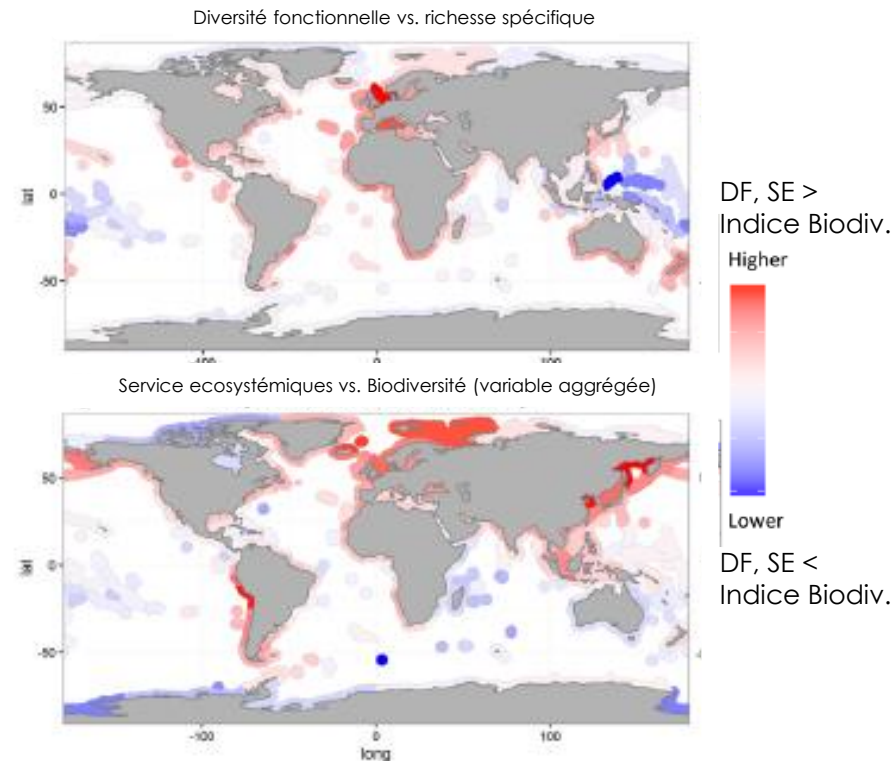 Diversité fonctionnelle vs. richesse spécifique
50
0
-50
lat
-100
0
100
DF, SE >
Indice Biodiv.
Higher
Lower
DF, SE <
Indice Biodiv.
Service ecosystémiques vs. Biodiversité (variable aggrégée)
50
0
-50
lat
-100
0
100
long